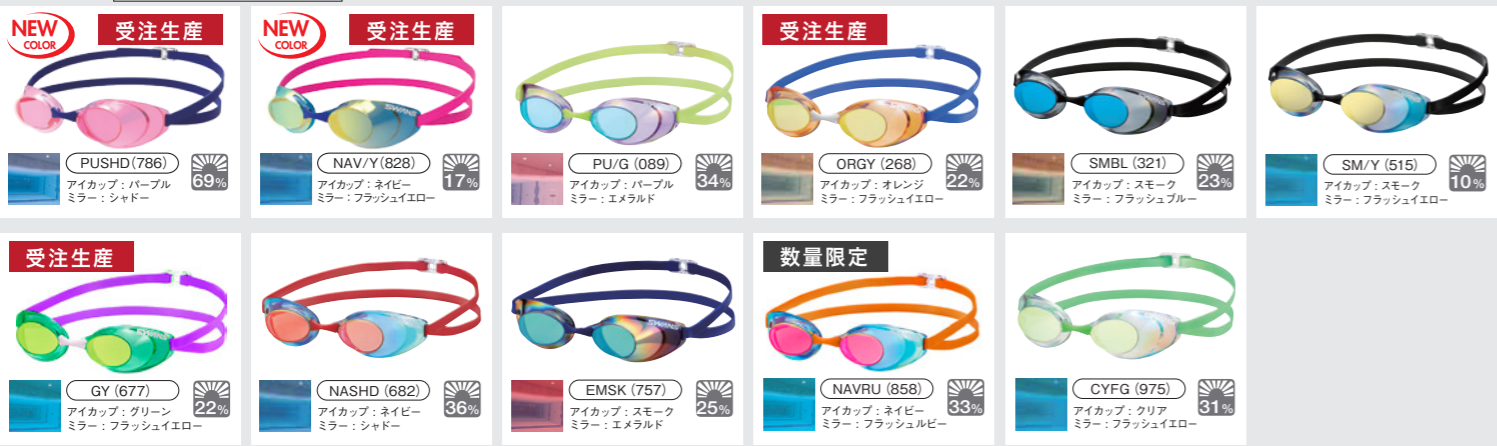 NEW
COLOR
受注生産
PUSHD(786)
69%
アイカップ：パープル
ミラー：シャドー
NEW
COLOR
受注生産
SWANS
NAV/Y(828)
17%
アイカップ：ネイビー
ミラー：フラッシュイエロー
PU/G(089)
34%
アイカップ：パープル
ミラー：エメラルド
受注生産
ORGY(268)
22%
アイカップ：オレンジ
ミラー：フラッシュイエロー
SMBL(321)
23%
アイカップ：スモーク
ミラー：フラッシュブルー
SM/Y(515)
10%
アイカップ：スモーク
ミラー：フラッシュイエロー
受注生産
SWANS
GY(677)
22%
アイカップ：グリーン
ミラー：フラッシュイエロー
NASHD(682)
36%
アイカップ：ネイビー
ミラー：シャドー
SWANS
EMSK(757)
25%
アイカップ：スモーク
ミラー：エメラルド
数量限定
SWANS
NAVRU(858)
33%
アイカップ：ネイビー
ミラー：フラッシュルビー
CYFG(975)
31%
アイカップ：クリア
ミラー：フラッシュイエロー